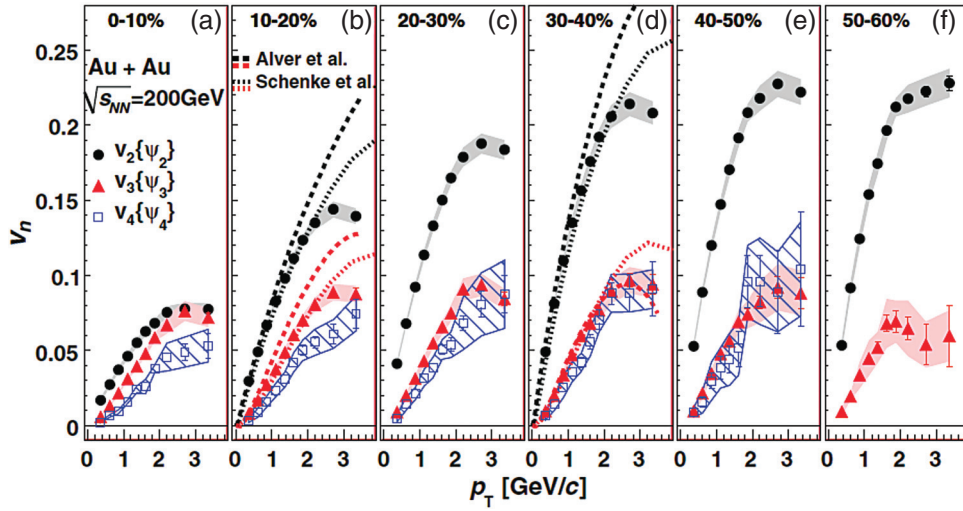 0-10% (a)
10-20% (b)
20-30% (c)
30-40% (d)
40-50% (e)
50-60% (f)
Au + Au
√sNN=200GeV
v2{ψ2}
v3{ψ3}
v4{ψ4}
Alver et al.
Schenke et al.
vn
0.25
0.2
0.15
0.1
0.05
0
0 1 2 3
0 1 2 3
0 1 2 3
0 1 2 3
0 1 2 3
0 1 2 3
pT [GeV/c]